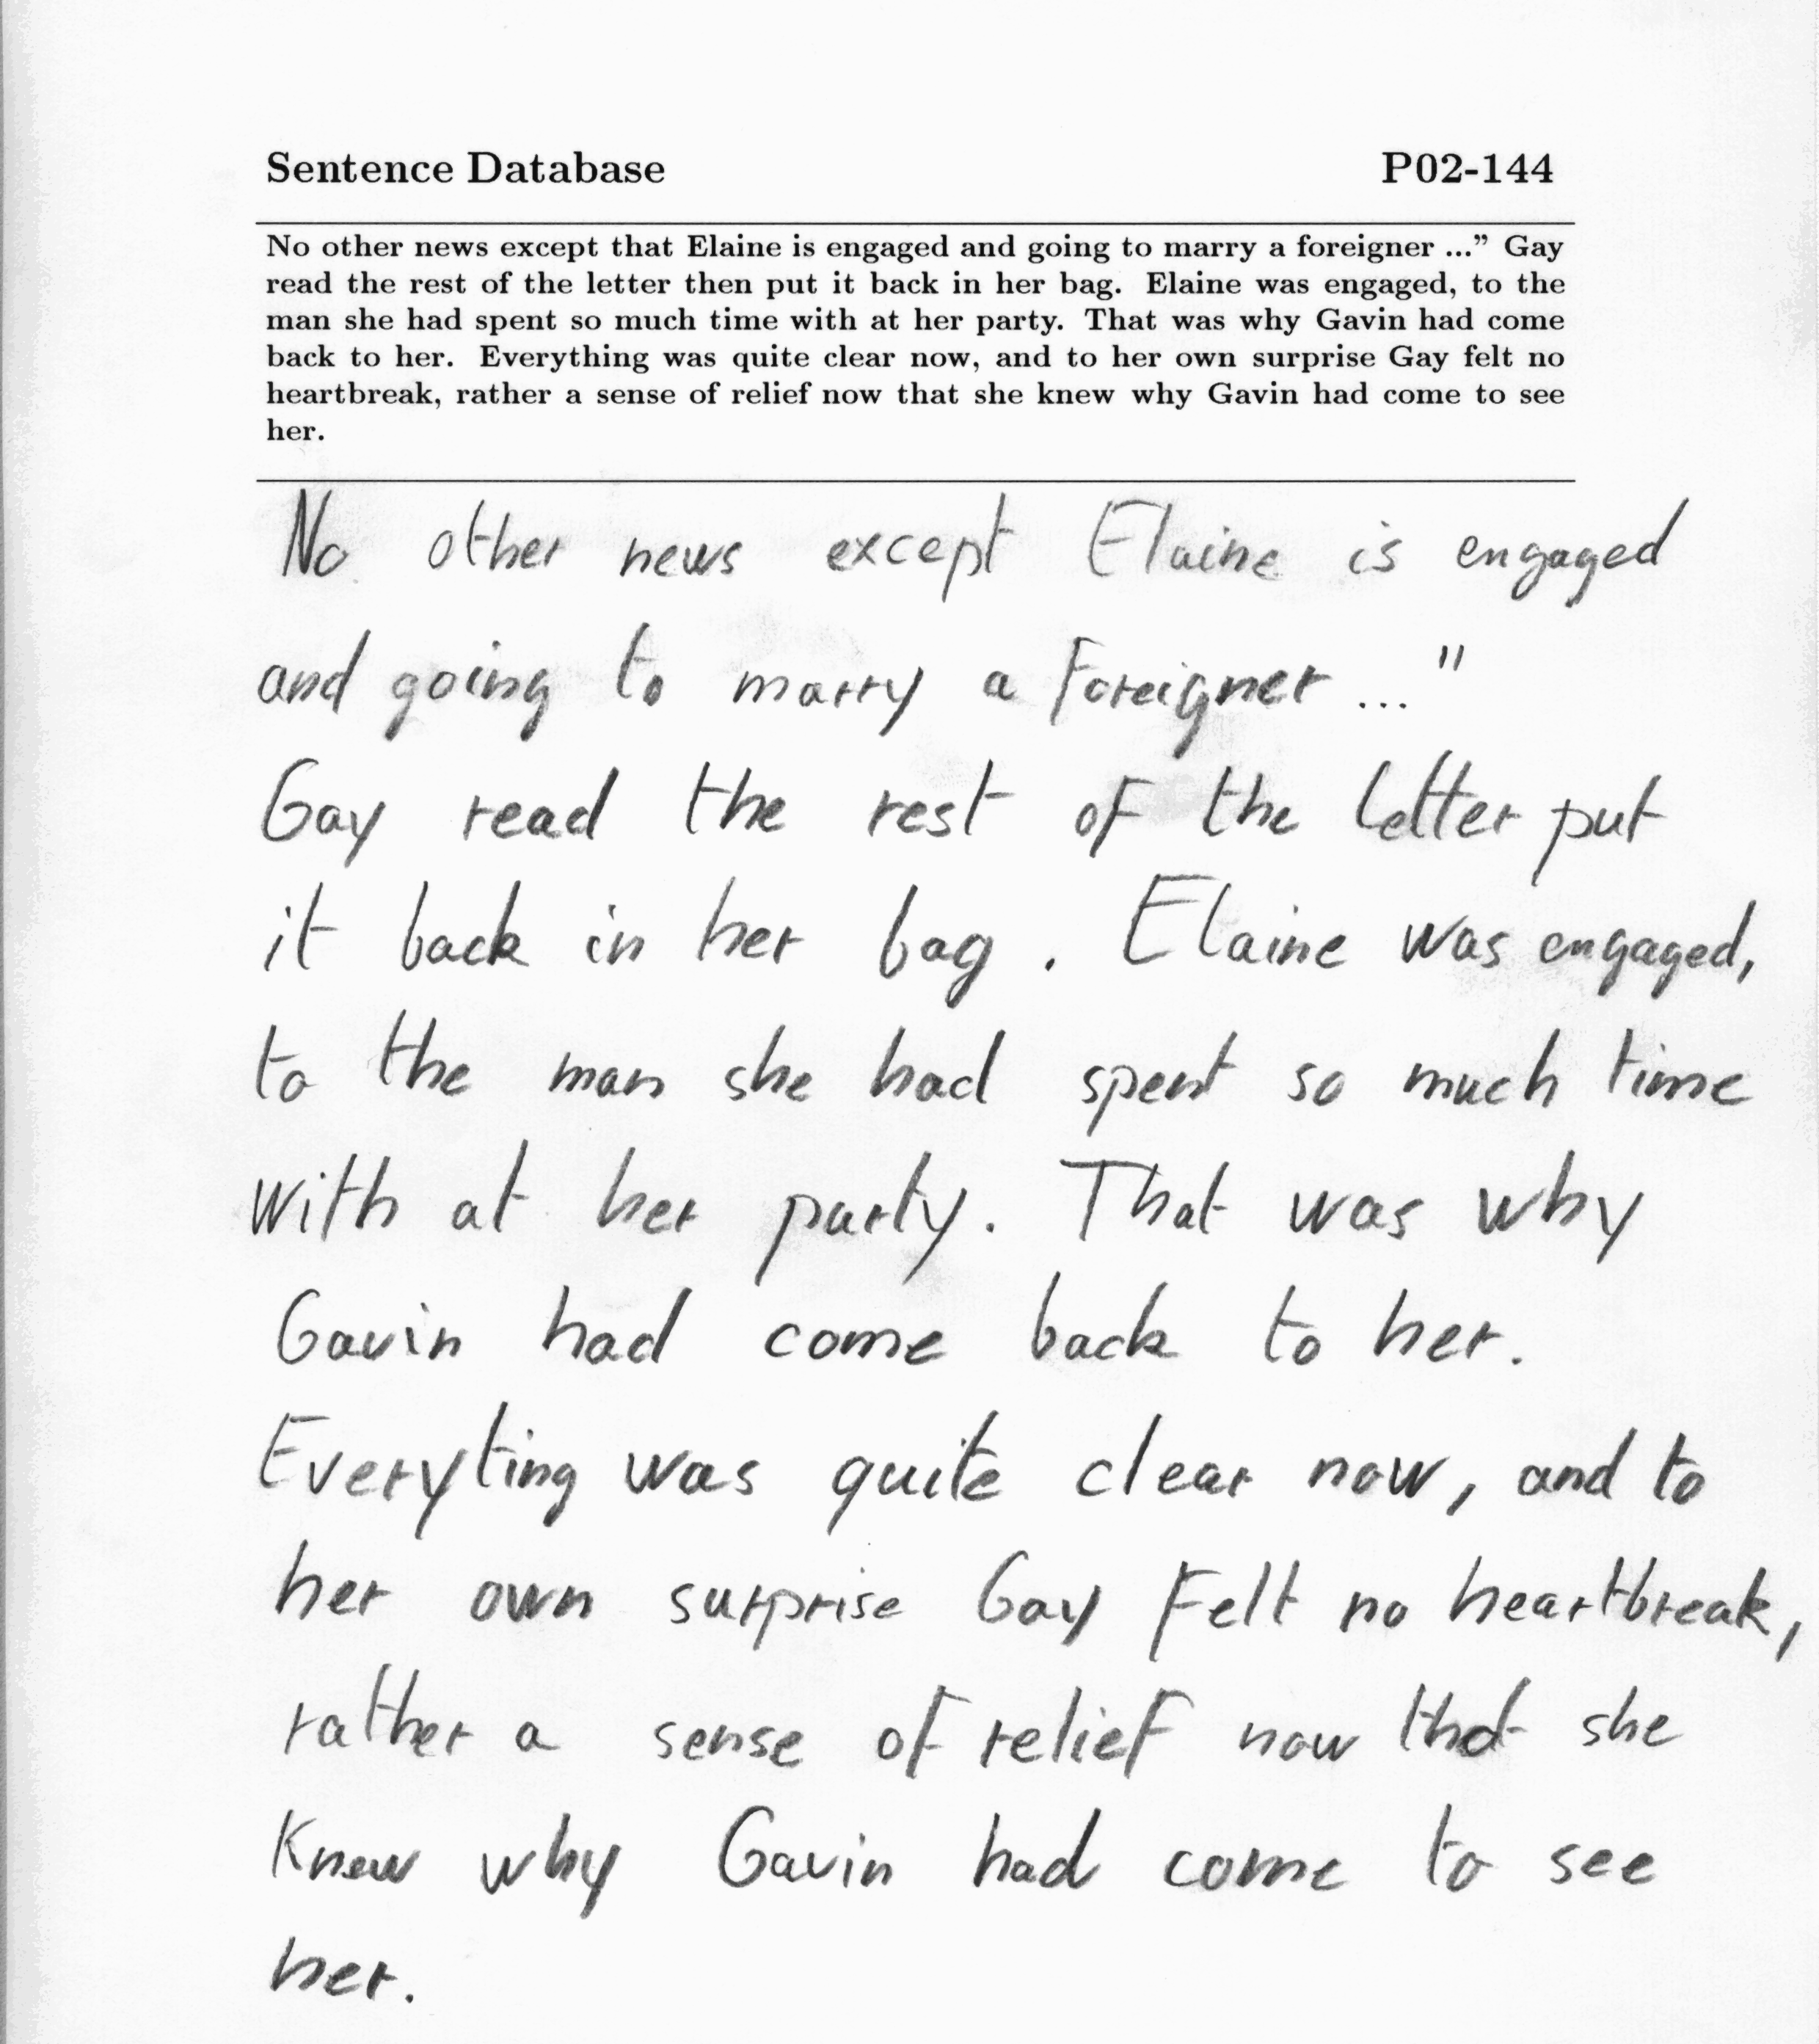 Sentence Database P02-144
No other news except that Elaine is engaged and going to marry a foreigner ...” Gay
read the rest of the letter then put it back in her bag. Elaine was engaged, to the
man she had spent so much time with at her party. That was why Gavin had come
back to her. Everything was quite clear now, and to her own surprise Gay felt no
heartbreak, rather a sense of relief now that she knew why Gavin had come to see
her.
No other news except Elaine is engaged
and going to marry a foreigner ..."
Gay read the rest of the letter put
it back in her bag . Elaine was engaged,
to the man she had spent so much time
with at her party. That was why
Gavin had come back to her.
Everyting was quite clear now, and to
her own surprise Gay felt no heartbreak,
rather a sense of relief now that she
knew why Gavin had come to see
her.